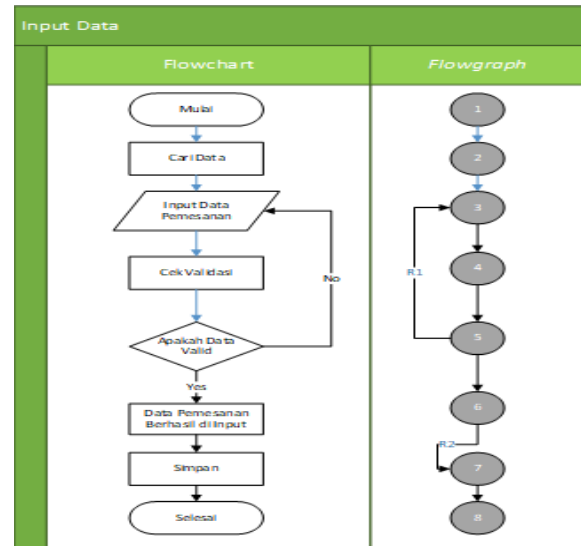 Input Data
Flowchart
Flowgraph
Mulai
Cari Data
Input Data
Pemesanan
Cek Validasi
No
Apakah Data
Valid
Yes
Data Pemesanan
Berhasil di Input
Simpan
Selesai
1
2
3
4
R1
5
6
R2
7
8